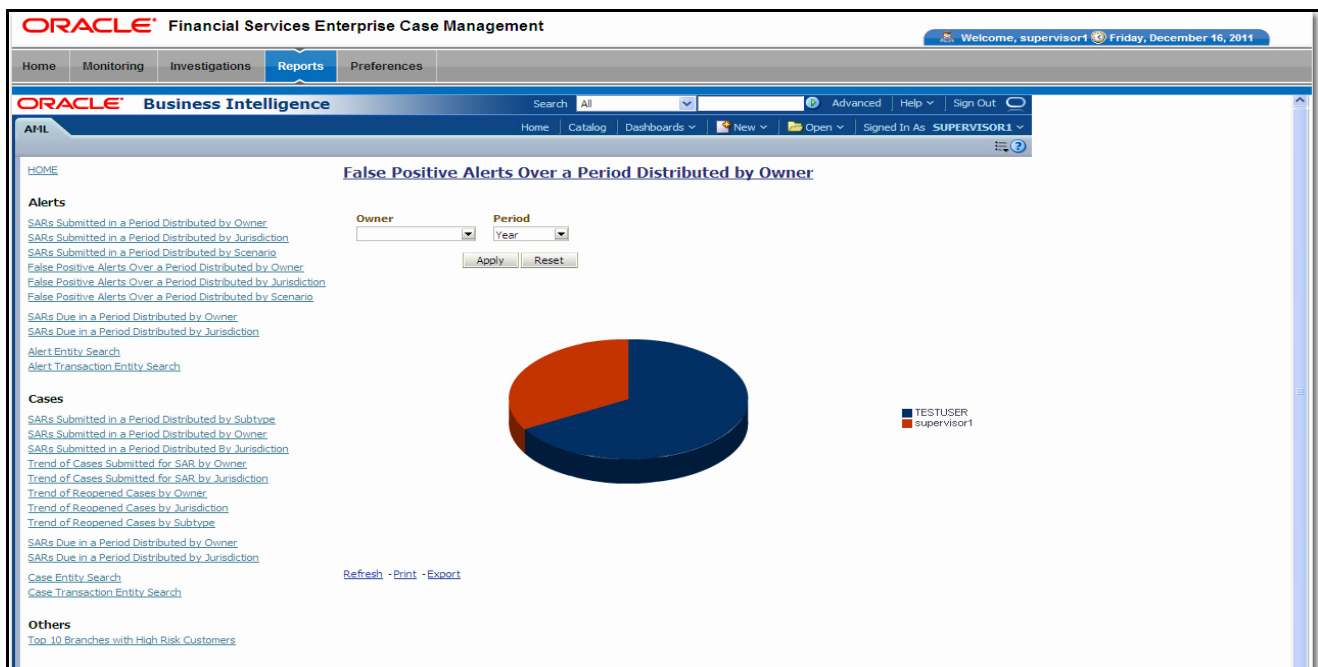 ORACLE Financial Services Enterprise Case Management
Welcome, supervisor1 Friday, December 16, 2011
Home Monitoring Investigations Reports Preferences
ORACLE Business Intelligence
Search All Advanced Help Sign Out
AML
Home Catalog Dashboards New Open Signed In As SUPERVISOR1
HOME
Alerts
SARs Submitted in a Period Distributed by Owner
SARs Submitted in a Period Distributed by Jurisdiction
SARs Submitted in a Period Distributed by Scenario
False Positive Alerts Over a Period Distributed by Owner
False Positive Alerts Over a Period Distributed by Jurisdiction
False Positive Alerts Over a Period Distributed by Scenario
SARs Due in a Period Distributed by Owner
SARs Due in a Period Distributed by Jurisdiction
Alert Entity Search
Alert Transaction Entity Search
Cases
SARs Submitted in a Period Distributed by Subtype
SARs Submitted in a Period Distributed by Owner
SARs Submitted in a Period Distributed By Jurisdiction
Trend of Cases Submitted for SAR by Owner
Trend of Cases Submitted for SAR by Jurisdiction
Trend of Reopened Cases by Owner
Trend of Reopened Cases by Jurisdiction
Trend of Reopened Cases by Subtype
SARs Due in a Period Distributed by Owner
SARs Due in a Period Distributed by Jurisdiction
Case Entity Search
Case Transaction Entity Search
Others
Top 10 Branches with High Risk Customers
False Positive Alerts Over a Period Distributed by Owner
Owner Period
Year
Apply Reset
TESTUSER
supervisor1
Refresh - Print - Export